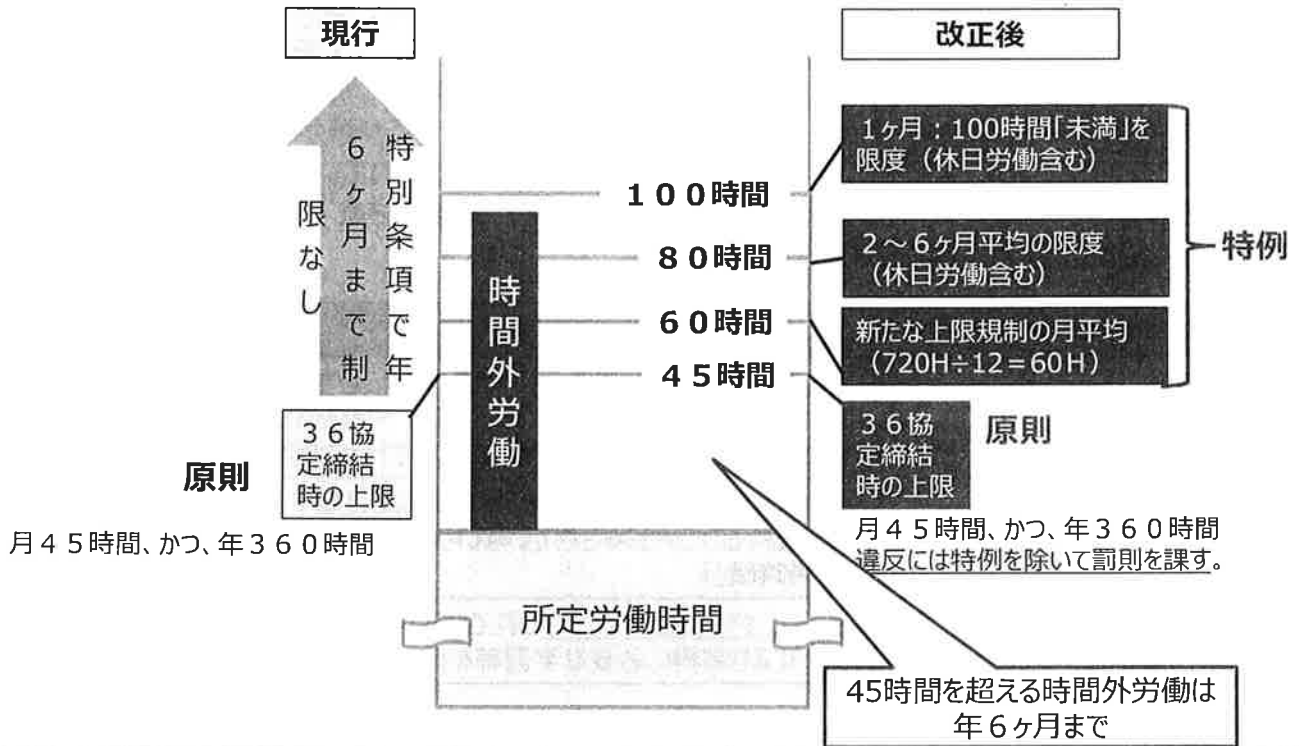 現行
改正後
特別条項で年
６ヶ月まで制
限なし
１００時間
８０時間
６０時間
４５時間
時間外労働
1ヶ月：100時間「未満」を
限度（休日労働含む）
２～６ヶ月平均の限度
（休日労働含む）
新たな上限規制の月平均
（720H÷12＝60H）
特例
原則
３６協
定締結
時の上限
月４５時間、かつ、年３６０時間
３６協
定締結
時の上限
原則
月４５時間、かつ、年３６０時間
違反には特例を除いて罰則を課す。
所定労働時間
45時間を超える時間外労働は
年６ヶ月まで